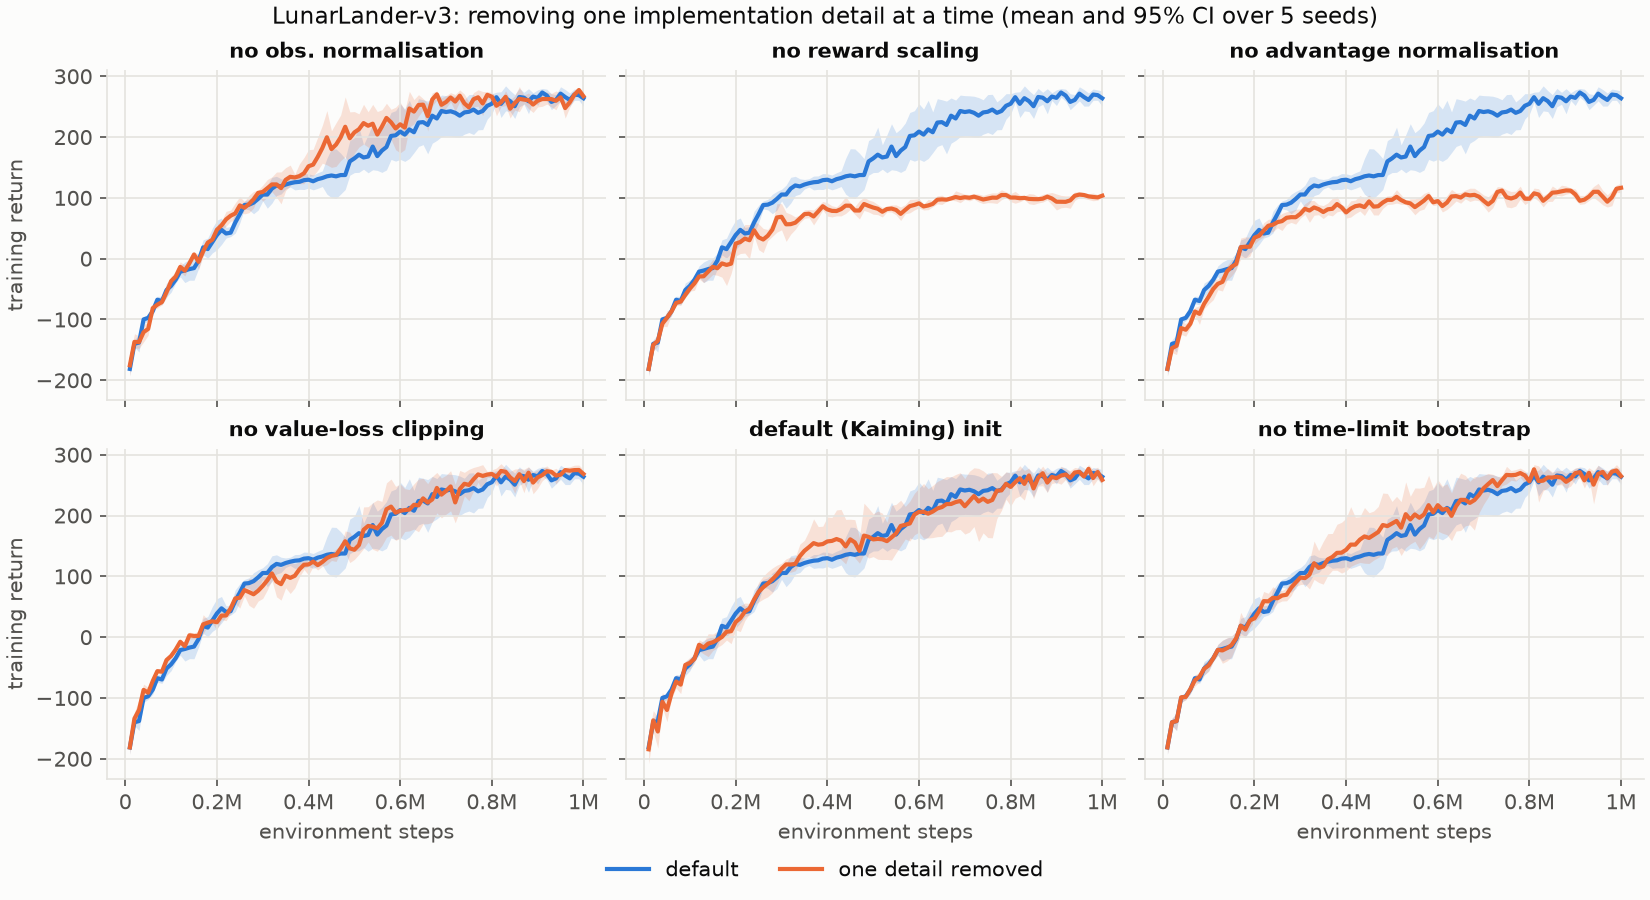 LunarLander-v3: removing one implementation detail at a time (mean and 95% CI over 5 seeds)
no obs. normalisation
no reward scaling
no advantage normalisation
300
200
100
0
−100
−200
training return
no value-loss clipping
default (Kaiming) init
no time-limit bootstrap
300
200
100
0
−100
−200
training return
0 0.2M 0.4M 0.6M 0.8M 1M
0 0.2M 0.4M 0.6M 0.8M 1M
0 0.2M 0.4M 0.6M 0.8M 1M
environment steps
environment steps
environment steps
default
one detail removed